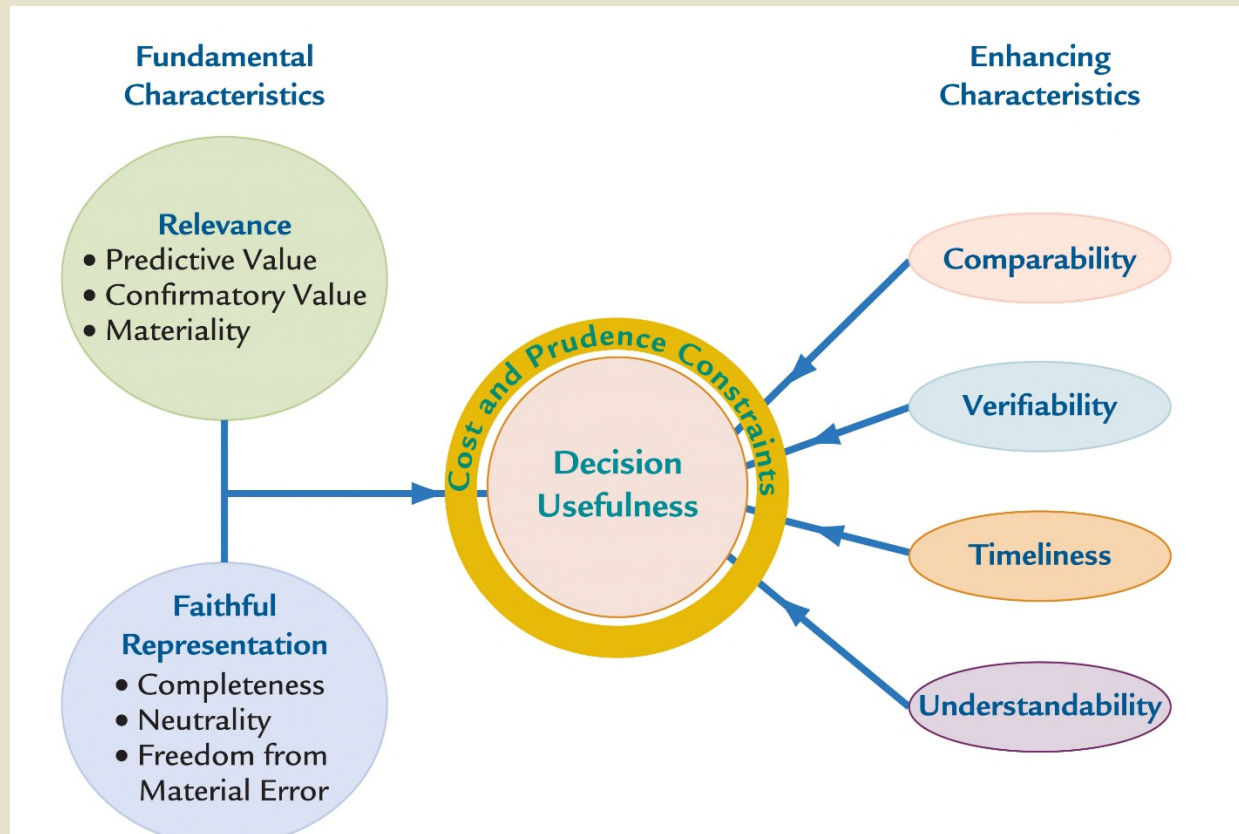 Fundamental
Characteristics
Relevance
• Predictive Value
• Confirmatory Value
• Materiality
Faithful
Representation
• Completeness
• Neutrality
• Freedom from
Material Error
Cost and Prudence Constraints
Decision
Usefulness
Enhancing
Characteristics
Comparability
Verifiability
Timeliness
Understandability